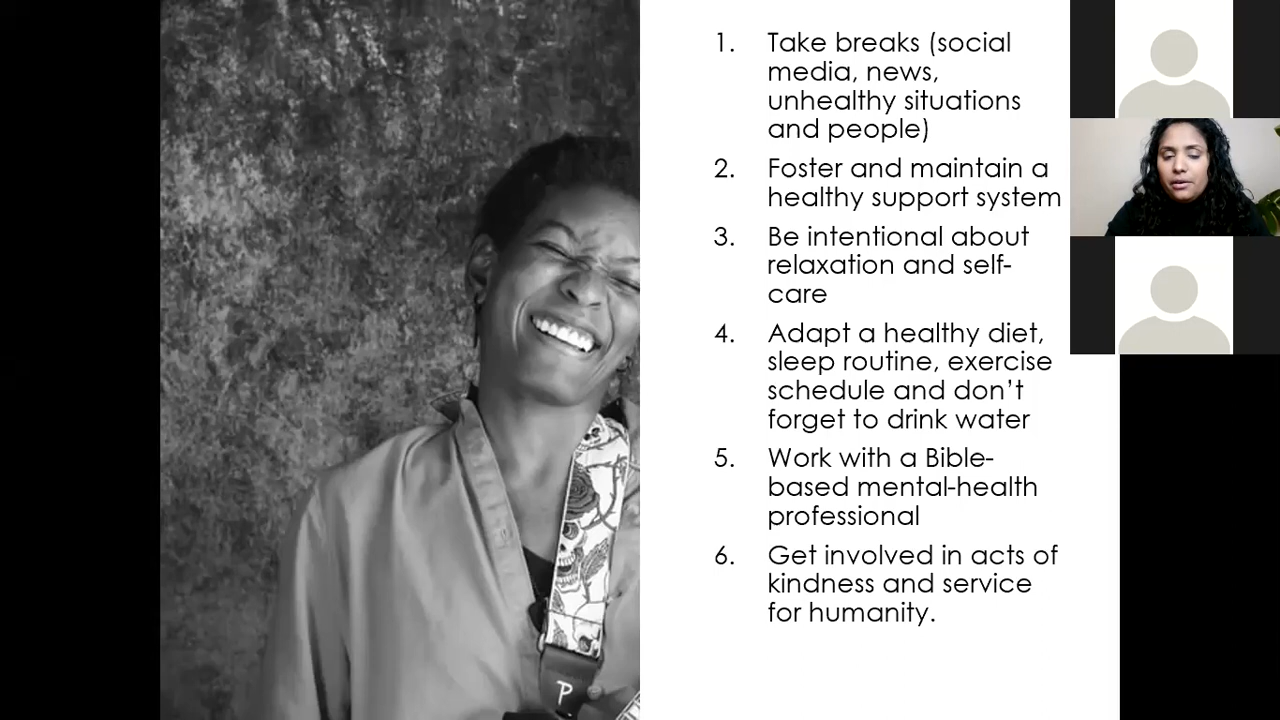 1. Take breaks (social
media, news,
unhealthy situations
and people)
2. Foster and maintain a
healthy support system
3. Be intentional about
relaxation and self-
care
4. Adapt a healthy diet,
sleep routine, exercise
schedule and don’t
forget to drink water
5. Work with a Bible-
based mental-health
professional
6. Get involved in acts of
kindness and service
for humanity.
P